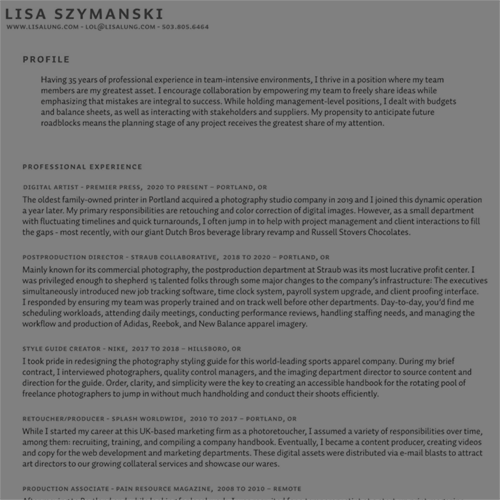 LISA SZYMANSKI
WWW.LISALUNG.COM - LOL@LISALUNG.COM - 503.805.6464
PROFILE
Having 35 years of professional experience in team-intensive environments, I thrive in a position where my team
members are my greatest asset. I encourage collaboration by empowering my team to freely share ideas while
emphasizing that mistakes are integral to success. While holding management-level positions, I dealt with budgets
and balance sheets, as well as interacting with stakeholders and suppliers. My propensity to anticipate future
roadblocks means the planning stage of any project receives the greatest share of my attention.
PROFESSIONAL EXPERIENCE
DIGITAL ARTIST - PREMIER PRESS, 2020 TO PRESENT – PORTLAND, OR
The oldest family-owned printer in Portland acquired a photography studio company in 2019 and I joined this dynamic operation
a year later. My primary responsibilities are retouching and color correction of digital images. However, as a small department
with fluctuating timelines and quick turnarounds, I often jump in to help with project management and client interactions to fill
the gaps - most recently, with our giant Dutch Bros beverage library revamp and Russell Stovers Chocolates.
POSTPRODUCTION DIRECTOR - STRAUB COLLABORATIVE, 2018 TO 2020 – PORTLAND, OR
Mainly known for its commercial photography, the postproduction department at Straub was its most lucrative profit center. I
was privileged enough to shepherd 15 talented folks through some major changes to the company's infrastructure: The executives
simultaneously introduced new job tracking software, time clock system, payroll system upgrade, and client proofing interface.
I responded by ensuring my team was properly trained and on track well before other departments. Day-to-day, you'd find me
scheduling workloads, attending daily meetings, conducting performance reviews, handling staffing needs, and managing the
workflow and production of Adidas, Reebok, and New Balance apparel imagery.
STYLE GUIDE CREATOR - NIKE, 2017 TO 2018 – HILLSBORO, OR
I took pride in redesigning the photography styling guide for this world-leading sports apparel company. During my brief
contract, I interviewed photographers, quality control managers, and the imaging department director to source content and
direction for the guide. Order, clarity, and simplicity were the key to creating an accessible handbook for the rotating pool of
freelance photographers to jump in without much handholding and conduct their shoots efficiently.
RETOUCHER/PRODUCER - SPLASH WORLDWIDE, 2010 TO 2017 – PORTLAND, OR
While I started my career at this UK-based marketing firm as a photoretoucher, I assumed a variety of responsibilities over time,
among them: recruiting, training, and compiling a company handbook. Eventually, I became a content producer, creating videos
and copy for the web development and marketing departments. These digital assets were distributed via e-mail blasts to attract
art directors to our growing collateral services and showcase our wares.
PRODUCTION ASSOCIATE - PAIN RESOURCE MAGAZINE, 2008 TO 2010 – REMOTE